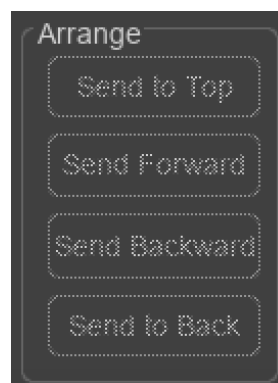 Arrange
Send to Top
Send Forward
Send Backward
Send to Back